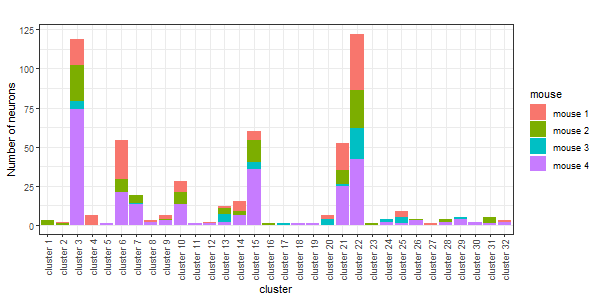 Number of neurons
125
100
75
50
25
0
cluster 1
cluster 2
cluster 3
cluster 4
cluster 5
cluster 6
cluster 7
cluster 8
cluster 9
cluster 10
cluster 11
cluster 12
cluster 13
cluster 14
cluster 15
cluster 16
cluster 17
cluster 18
cluster 19
cluster 20
cluster 21
cluster 22
cluster 23
cluster 24
cluster 25
cluster 26
cluster 27
cluster 28
cluster 29
cluster 30
cluster 31
cluster 32
cluster
mouse
mouse 1
mouse 2
mouse 3
mouse 4